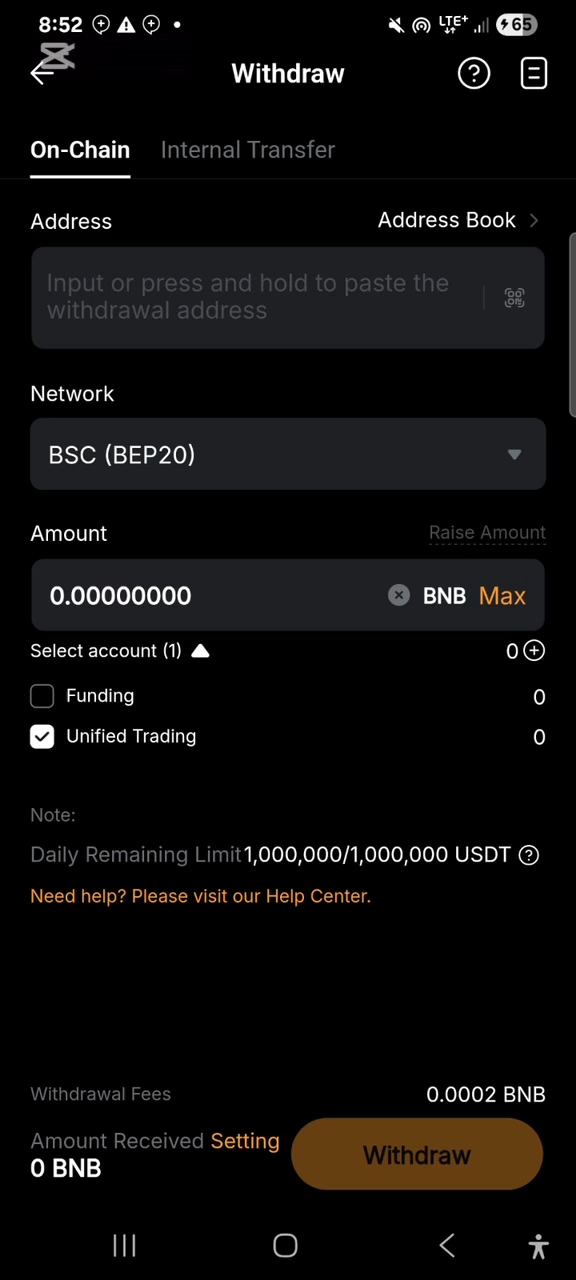 8:52 LTE+ 65
Withdraw
On-Chain Internal Transfer
Address Address Book
Input or press and hold to paste the
withdrawal address
Network
BSC (BEP20)
Amount Raise Amount
0.00000000 BNB Max
Select account (1) 0
Funding 0
Unified Trading 0
Note:
Daily Remaining Limit 1,000,000/1,000,000 USDT
Need help? Please visit our Help Center.
Withdrawal Fees 0.0002 BNB
Amount Received Setting
0 BNB
Withdraw